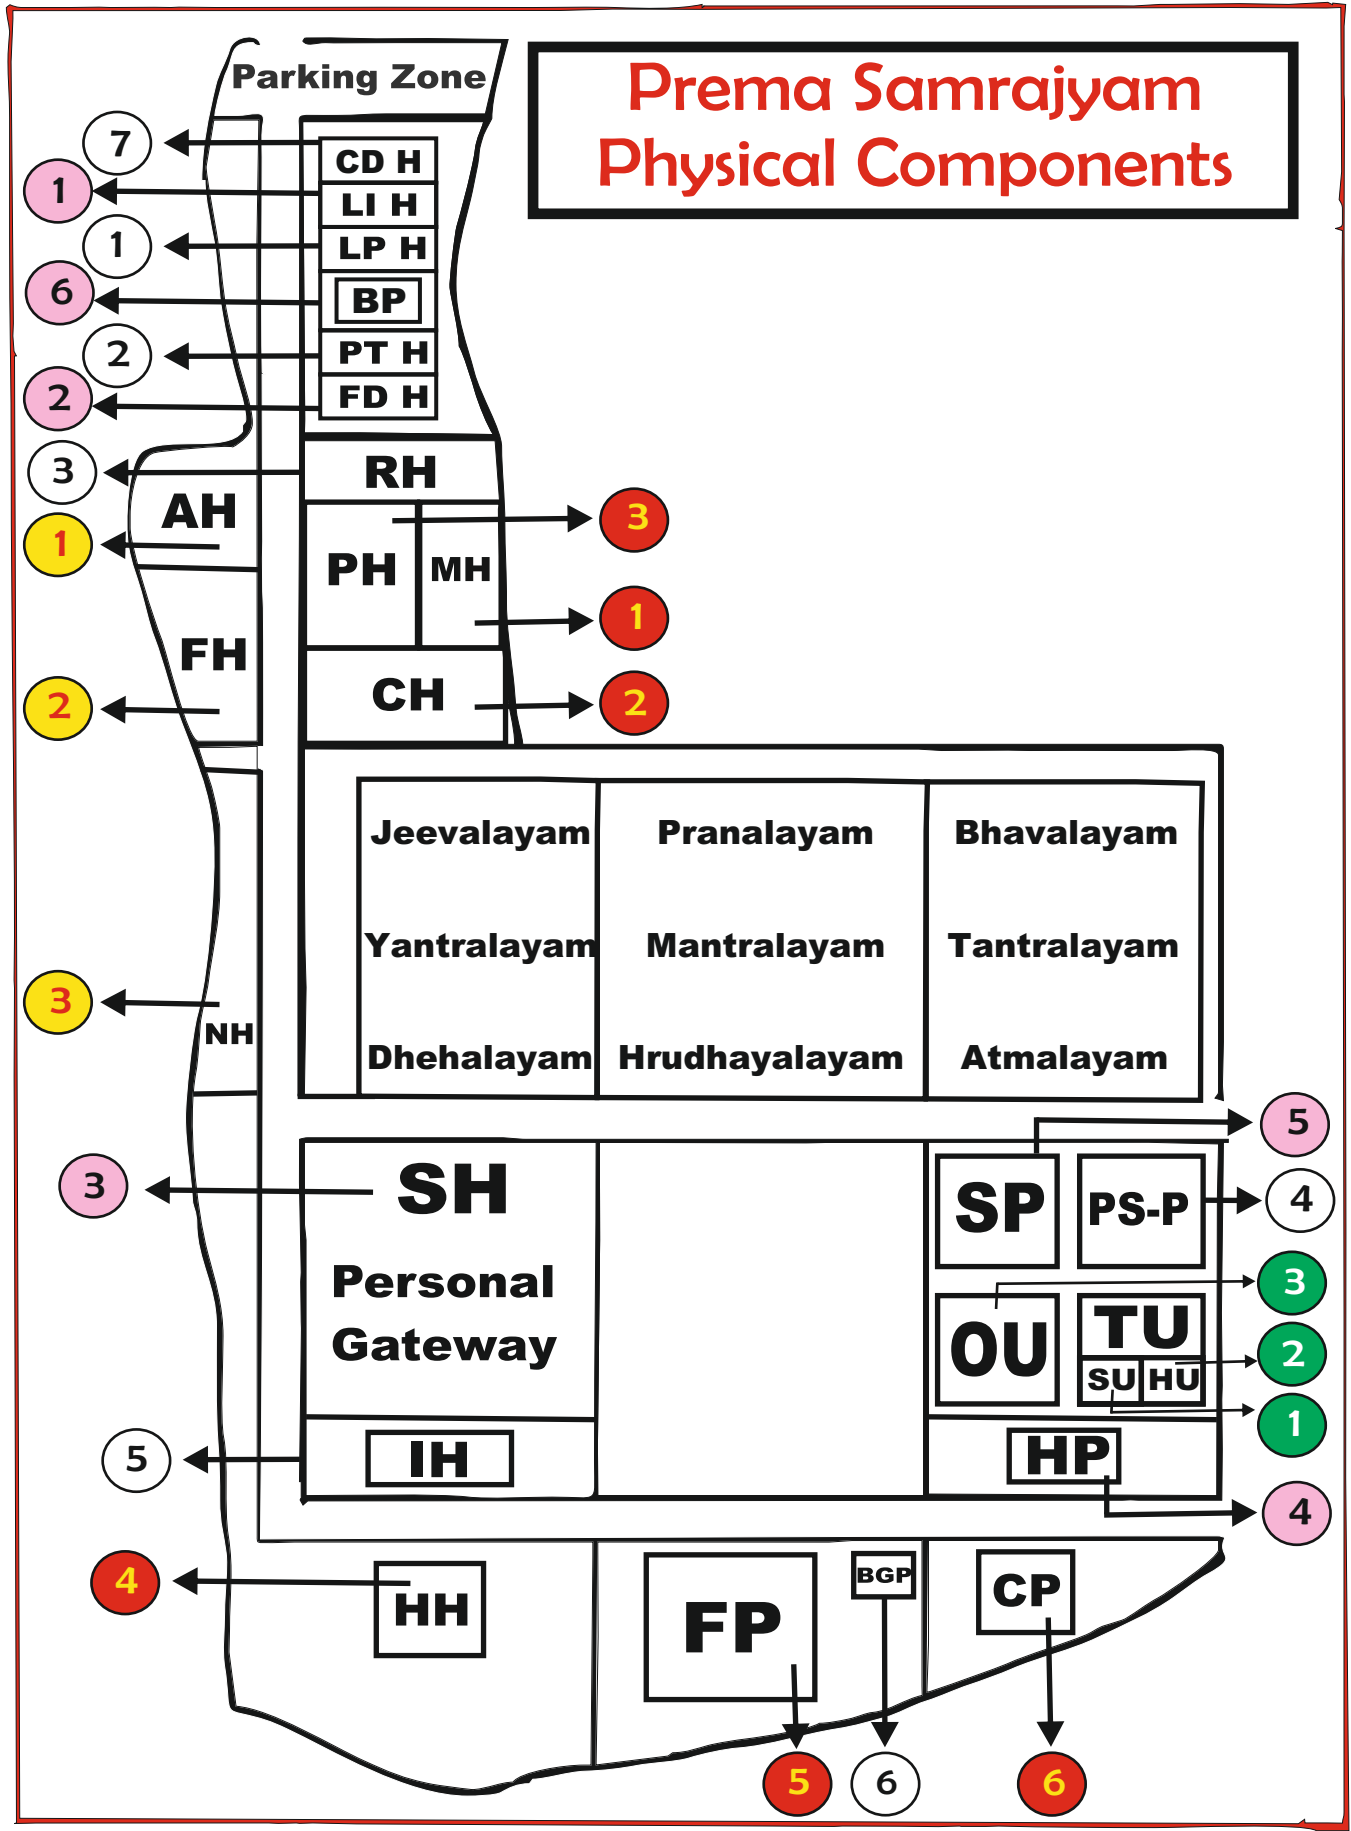 Prema Samrajyam
Physical Components
Parking Zone
7
CD H
1
LI H
1
LP H
6
BP
2
PT H
2
FD H
3
RH
AH
1
3
PH
MH
1
FH
2
CH
2
Jeevalayam
Pranalayam
Bhavalayam
Yantralayam
Mantralayam
Tantralayam
3
NH
Dhehalayam
Hrudhayalayam
Atmalayam
5
3
SH
SP
PS-P
4
Personal
Gateway
3
OU
TU
2
SU
HU
1
5
IH
HP
4
4
HH
FP
BGP
CP
5
6
6